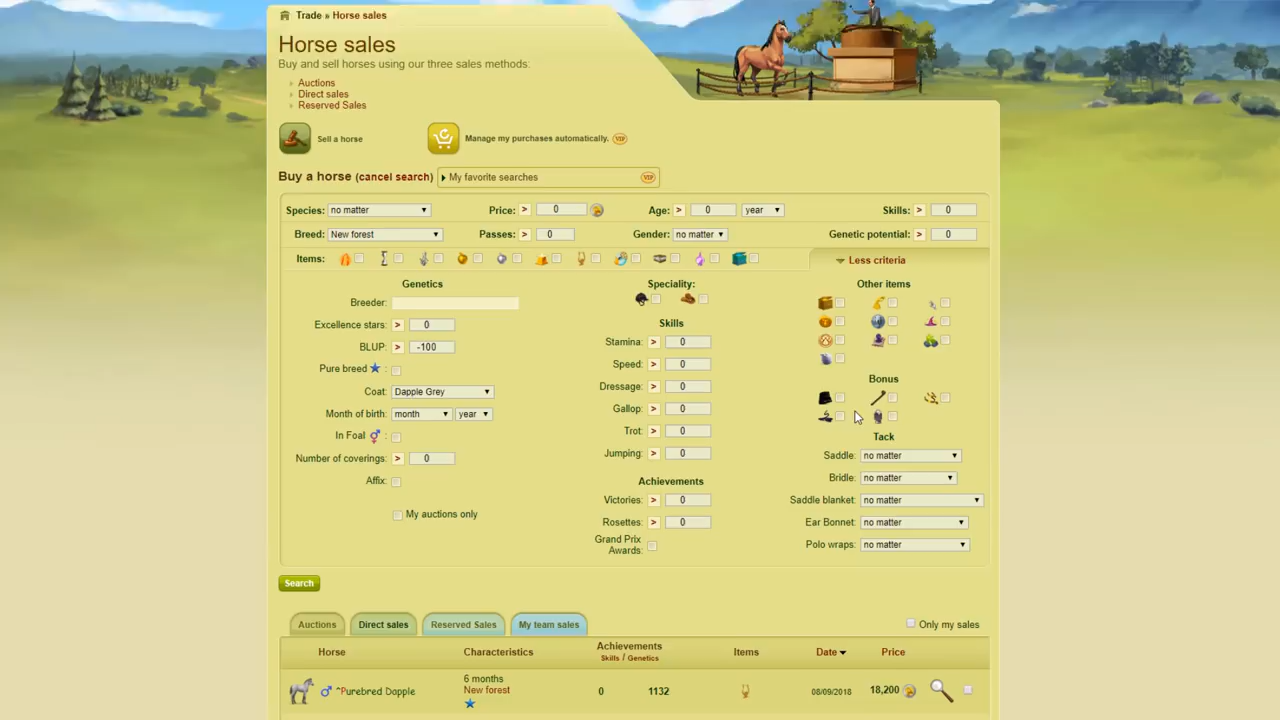 Trade » Horse sales
Horse sales
Buy and sell horses using our three sales methods:
Auctions
Direct sales
Reserved Sales
Sell a horse
Manage my purchases automatically. VIP
Buy a horse (cancel search) My favorite searches VIP
Species: no matter Price: > 0 Age: > 0 year Skills: > 0
Breed: New forest Passes: > 0 Gender: no matter Genetic potential: > 0
Items: Less criteria
Genetics
Breeder:
Excellence stars: > 0
BLUP: > -100
Pure breed :
Coat: Dapple Grey
Month of birth: month year
In Foal :
Number of coverings: > 0
Affix:
My auctions only
Speciality:
Skills
Stamina: > 0
Speed: > 0
Dressage: > 0
Gallop: > 0
Trot: > 0
Jumping: > 0
Achievements
Victories: > 0
Rosettes: > 0
Grand Prix
Awards:
Other items
Bonus
Tack
Saddle: no matter
Bridle: no matter
Saddle blanket: no matter
Ear Bonnet: no matter
Polo wraps: no matter
Search
Auctions Direct sales Reserved Sales My team sales Only my sales
Horse Characteristics Achievements Items Date Price
Skills / Genetics
6 months
^Purebred Dapple New forest 0 1132 08/09/2018 18,200